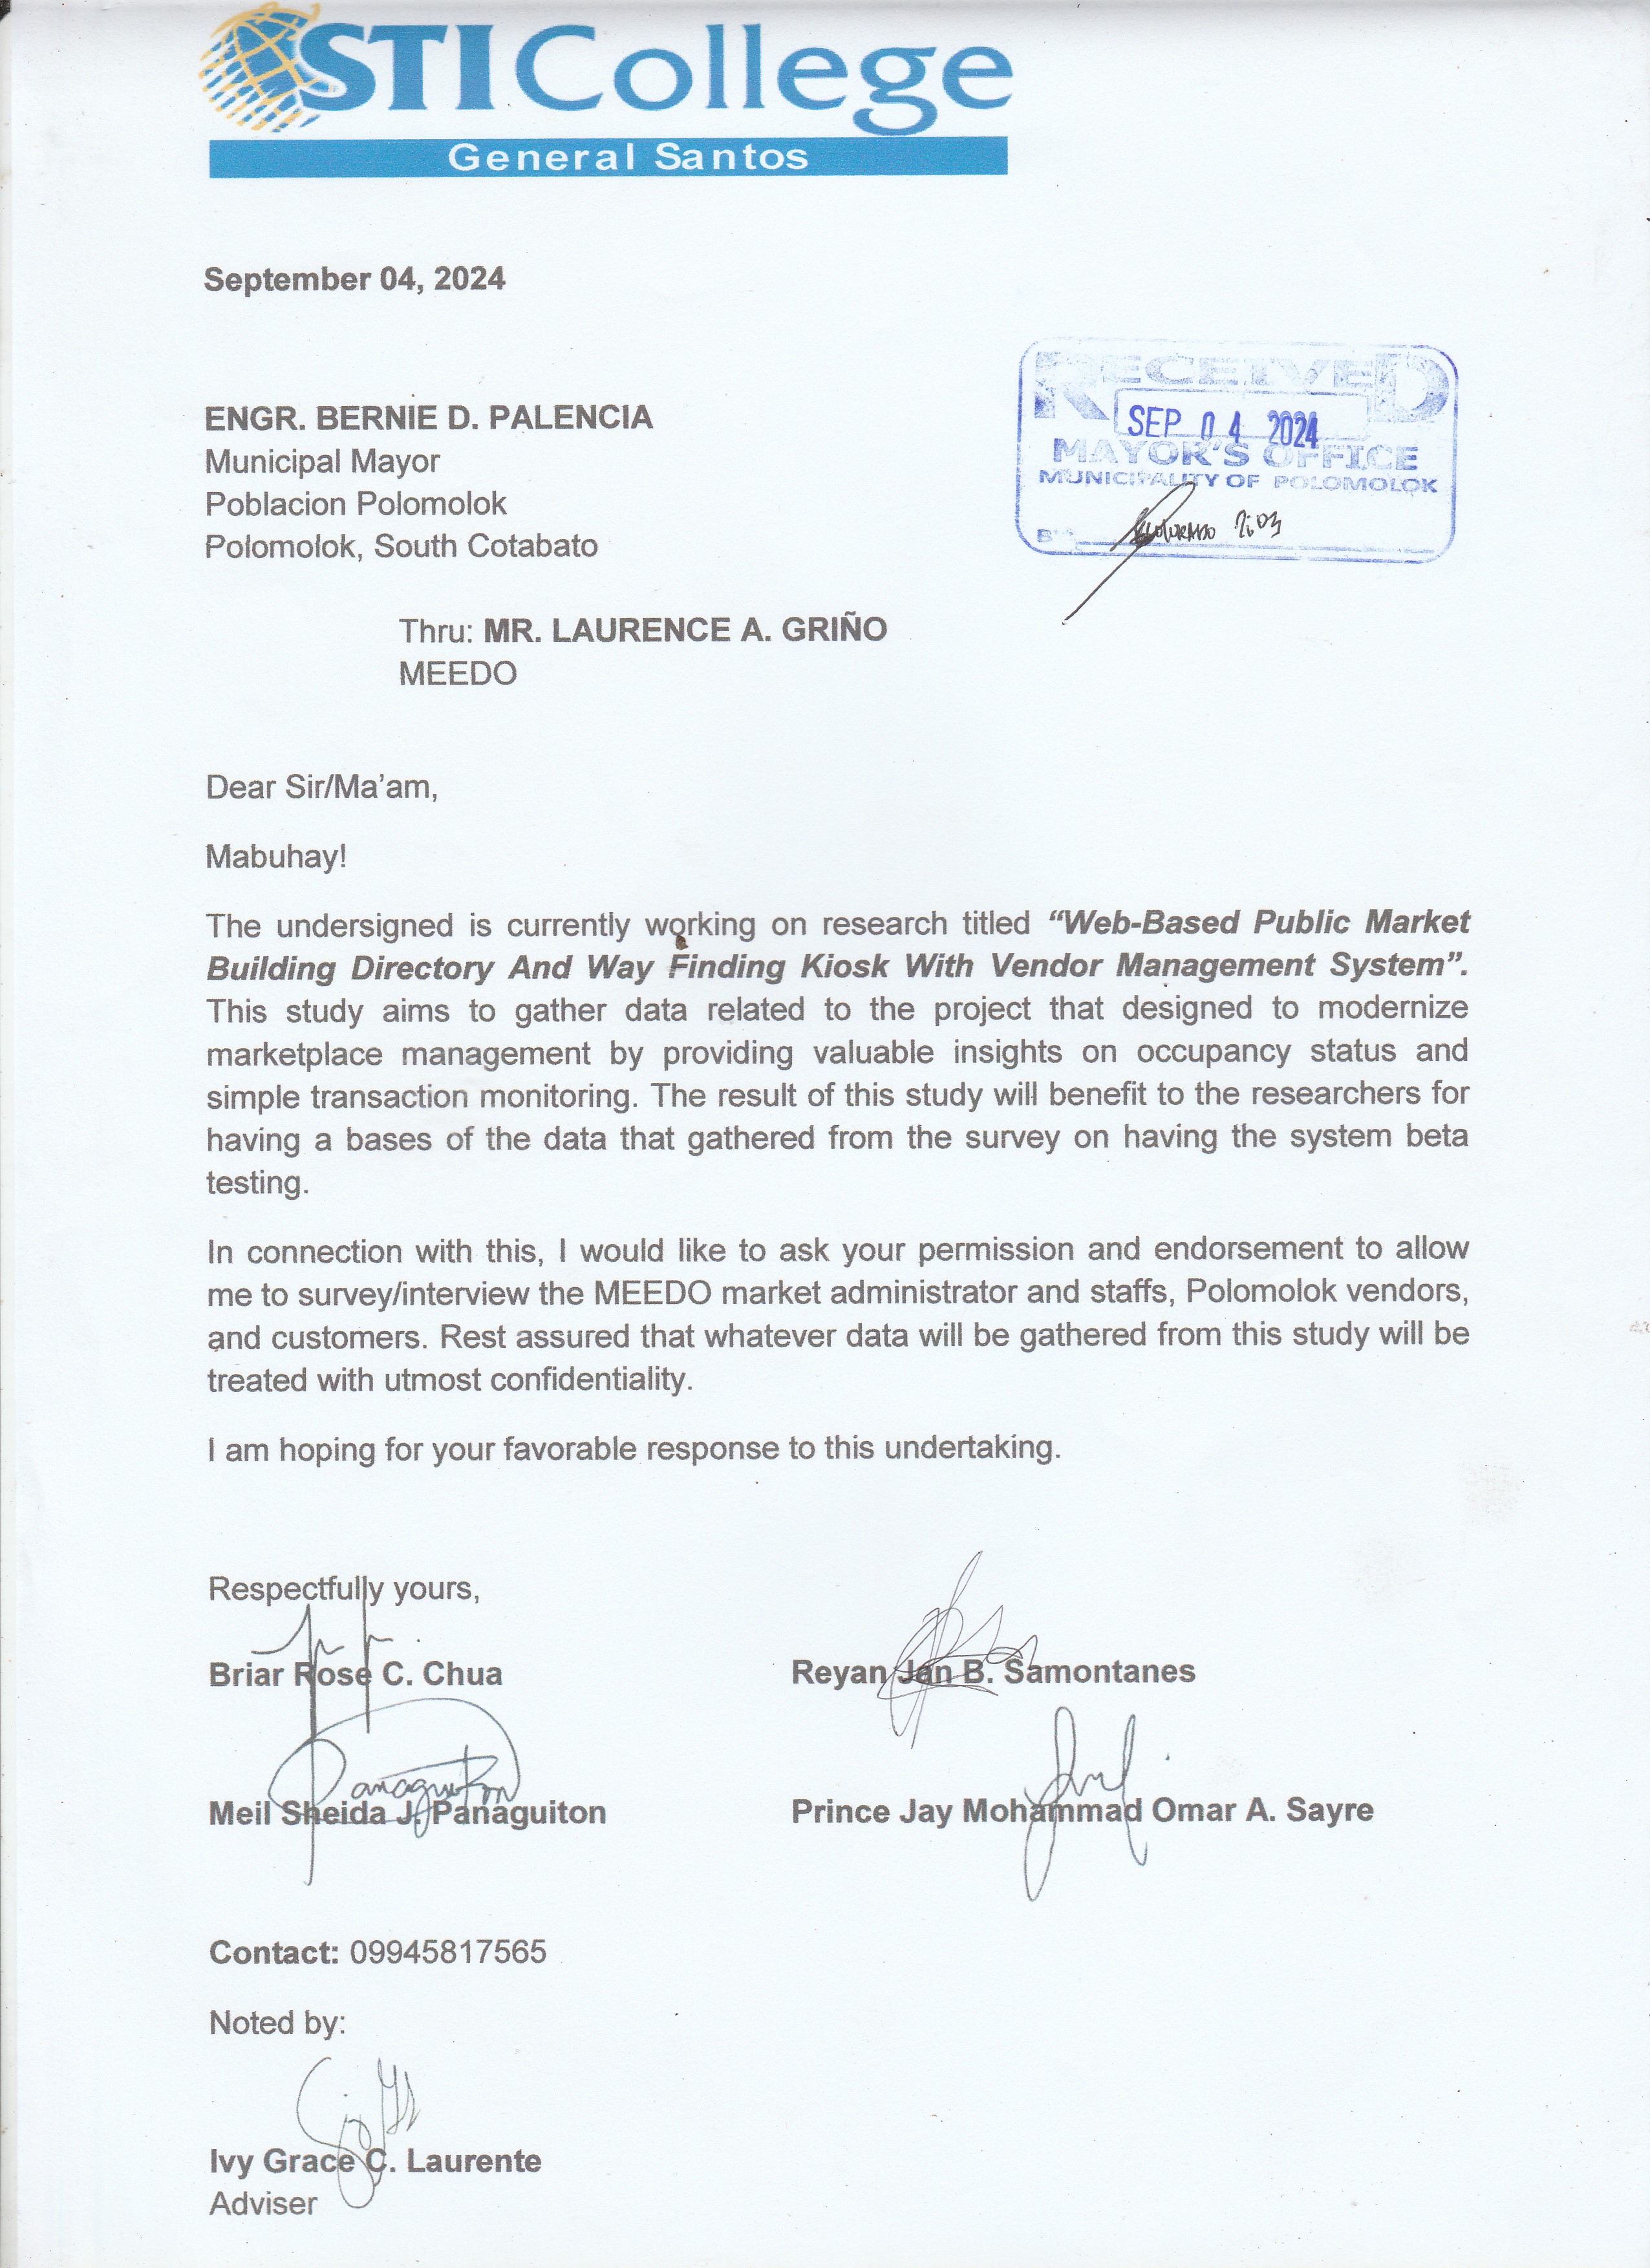 STI College
General Santos
September 04, 2024
RECEIVED
SEP 04 2024
MAYOR'S OFFICE
MUNICIPALITY OF POLOMOLOK
ENGR. BERNIE D. PALENCIA
Municipal Mayor
Poblacion Polomolok
Polomolok, South Cotabato
Thru: MR. LAURENCE A. GRIÑO
MEEDO
Dear Sir/Ma’am,
Mabuhay!
The undersigned is currently working on research titled “Web-Based Public Market
Building Directory And Way Finding Kiosk With Vendor Management System”.
This study aims to gather data related to the project that designed to modernize
marketplace management by providing valuable insights on occupancy status and
simple transaction monitoring. The result of this study will benefit to the researchers for
having a bases of the data that gathered from the survey on having the system beta
testing.
In connection with this, I would like to ask your permission and endorsement to allow
me to survey/interview the MEEDO market administrator and staffs, Polomolok vendors,
and customers. Rest assured that whatever data will be gathered from this study will be
treated with utmost confidentiality.
I am hoping for your favorable response to this undertaking.
Respectfully yours,
Briar Rose C. Chua
Reyan Jan B. Samontanes
Panaguiton
Meil Sheida J. Panaguiton
Prince Jay Mohammad Omar A. Sayre
Contact: 09945817565
Noted by:
Ivy Grace C. Laurente
Adviser